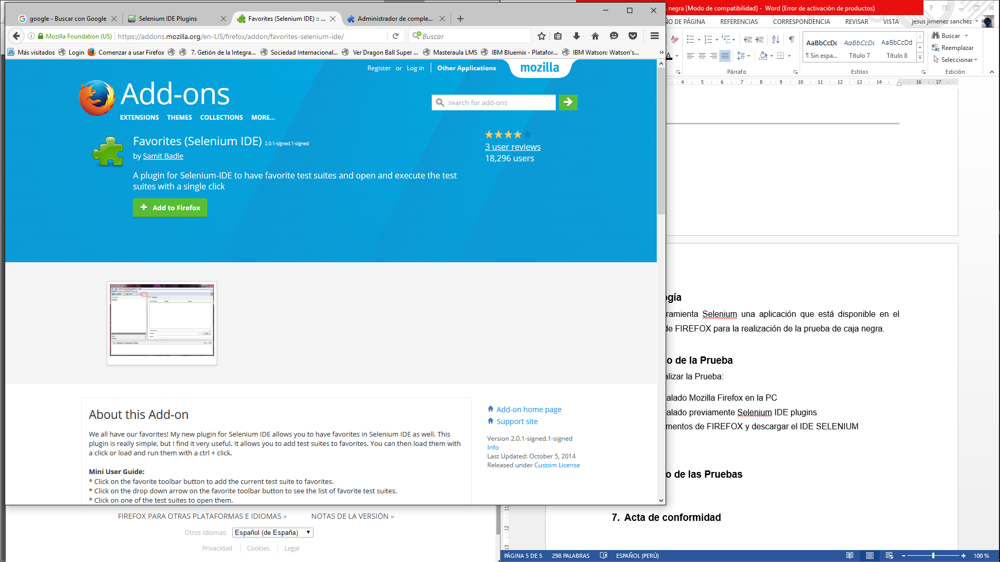 google - Buscar con Google
Selenium IDE Plugins
Favorites (Selenium IDE) :: ...
Administrador de comple...
negra [Modo de compatibilidad] - Word (Error de activación de productos)
Mozilla Foundation (US)
https://addons.mozilla.org/en-US/firefox/addon/favorites-selenium-ide/
Buscar
ÑO DE PÁGINA
REFERENCIAS
CORRESPONDENCIA
REVISAR
VISTA
jesus jimenez sanchez
Más visitados
Login
Comenzar a usar Firefox
7. Getión de la Integra...
Sociedad Internacional...
Ver Dragon Ball Super ...
Masteraula LMS
IBM Bluemix - Platafor...
IBM Watson: Watson's...
AaBbCcDc
AaBbCcDc
AaBbCcDd
¶ Sin espa...
Título 7
Título 8
Buscar
Reemplazar
Seleccionar
Párrafo
Estilos
Edición
4 5 6 7 8 9 10 11 12 13 14 16 17
Register or Log in
Other Applications
mozilla
Add-ons
search for add-ons
EXTENSIONS
THEMES
COLLECTIONS
MORE...
Favorites (Selenium IDE) 2.0.1-signed.1-signed
by Samit Badle
3 user reviews
18,296 users
A plugin for Selenium-IDE to have favorite test suites and open and execute the test
suites with a single click
Add to Firefox
About this Add-on
We all have our favorites! My new plugin for Selenium IDE allows you to have favorites in Selenium IDE as well. This
plugin is really simple, but I find it very useful. It allows you to add test suites to favorites. You can then load them with
a click or load and run them with a ctrl + click.
Mini User Guide:
* Click on the favorite toolbar button to add the current test suite to favorites.
* Click on the drop down arrow on the favorite toolbar button to see the list of favorite test suites.
* Click on one of the test suites to open them.
Add-on home page
Support site
Version 2.0.1-signed.1-signed
Info
Last Updated: October 5, 2014
Released under Custom License
ogía
ramienta Selenium una aplicación que está disponible en el
de FIREFOX para la realización de la prueba de caja negra.
o de la Prueba
alizar la Prueba:
alado Mozilla Firefox en la PC
alado previamente Selenium IDE plugins
mentos de FIREFOX y descargar el IDE SELENIUM
o de las Pruebas
7. Acta de conformidad
FIREFOX PARA OTRAS PLATAFORMAS E IDIOMAS »
NOTAS DE LA VERSIÓN »
Otros idiomas:
Español (de España)
Privacidad
Cookies
Legal
11
12
13
PÁGINA 5 DE 5
298 PALABRAS
ESPAÑOL (PERÚ)
100 %